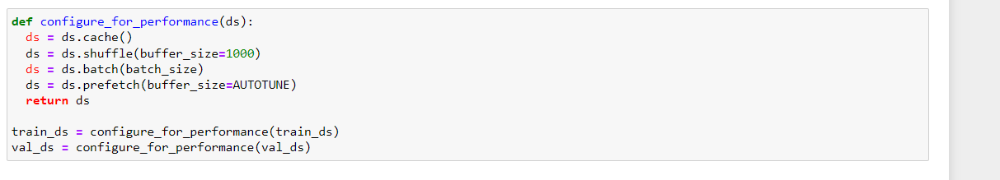 def configure_for_performance(ds):
  ds = ds.cache()
  ds = ds.shuffle(buffer_size=1000)
  ds = ds.batch(batch_size)
  ds = ds.prefetch(buffer_size=AUTOTUNE)
  return ds

train_ds = configure_for_performance(train_ds)
val_ds = configure_for_performance(val_ds)